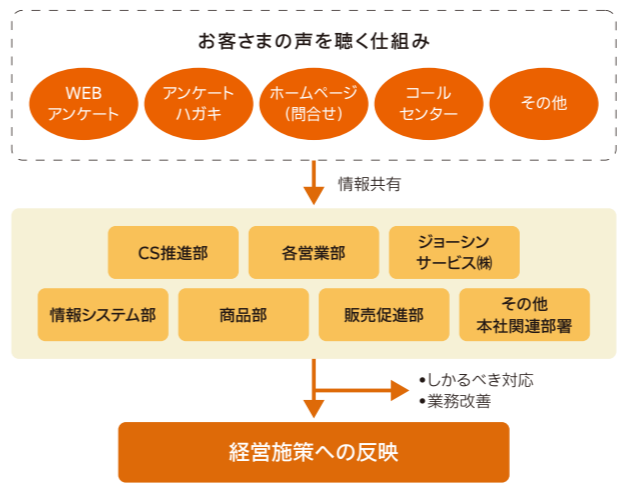 お客さまの声を聴く仕組み
WEB
アンケート
アンケート
ハガキ
ホームページ
(問合せ)
コール
センター
その他
情報共有
CS推進部
各営業部
ジョーシン
サービス㈱
情報システム部
商品部
販売促進部
その他
本社関連部署
•しかるべき対応
•業務改善
経営施策への反映